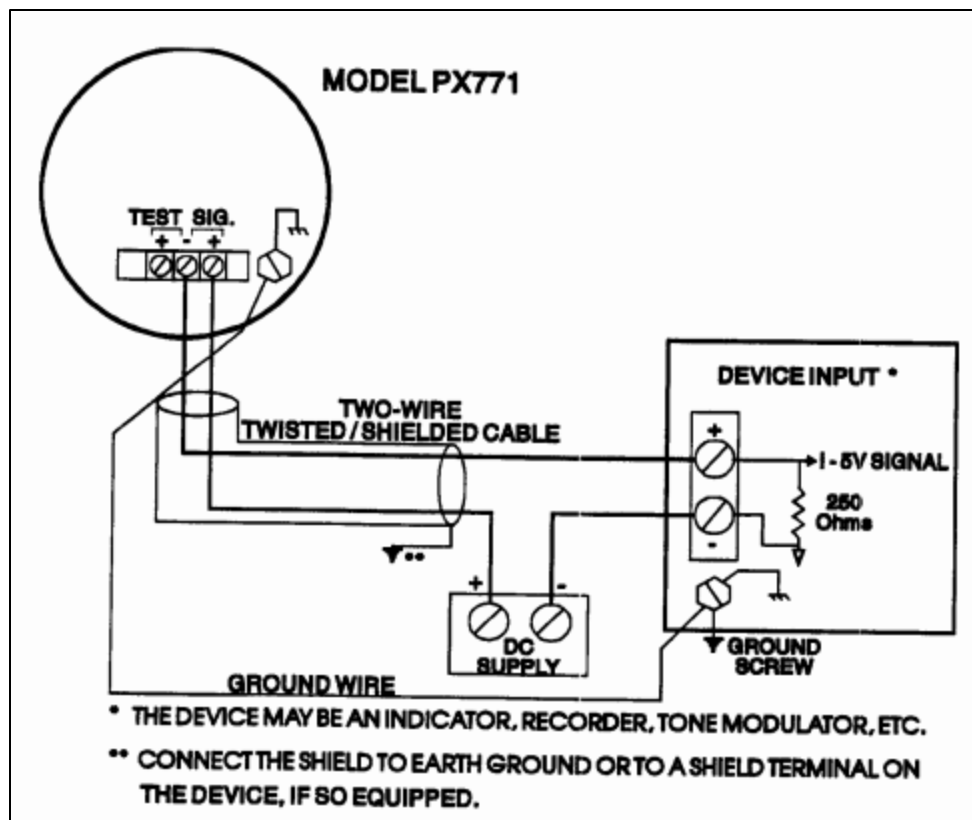 MODEL PX771
TEST SIG.
+ - +
DEVICE INPUT *
TWO-WIRE
TWISTED / SHIELDED CABLE
+
I - 5V SIGNAL
250
Ohms
-
**
+ -
DC
SUPPLY
GROUND
SCREW
GROUND WIRE
* THE DEVICE MAY BE AN INDICATOR, RECORDER, TONE MODULATOR, ETC.
** CONNECT THE SHIELD TO EARTH GROUND OR TO A SHIELD TERMINAL ON
THE DEVICE, IF SO EQUIPPED.